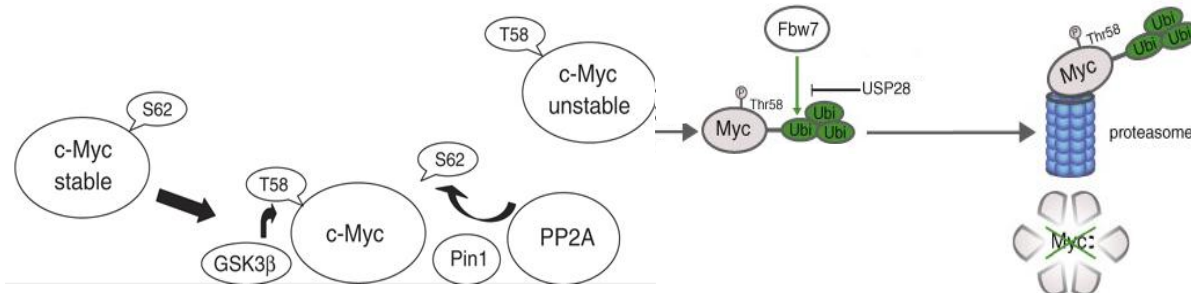 S62
c-Myc
stable
T58
c-Myc
unstable
GSK3β
T58
c-Myc
S62
Pin1
PP2A
Fbw7
USP28
P
Thr58
Myc
Ubi
Ubi
Ubi
P
Thr58
Myc
Ubi
Ubi
Ubi
Ubi
proteasome
Myc